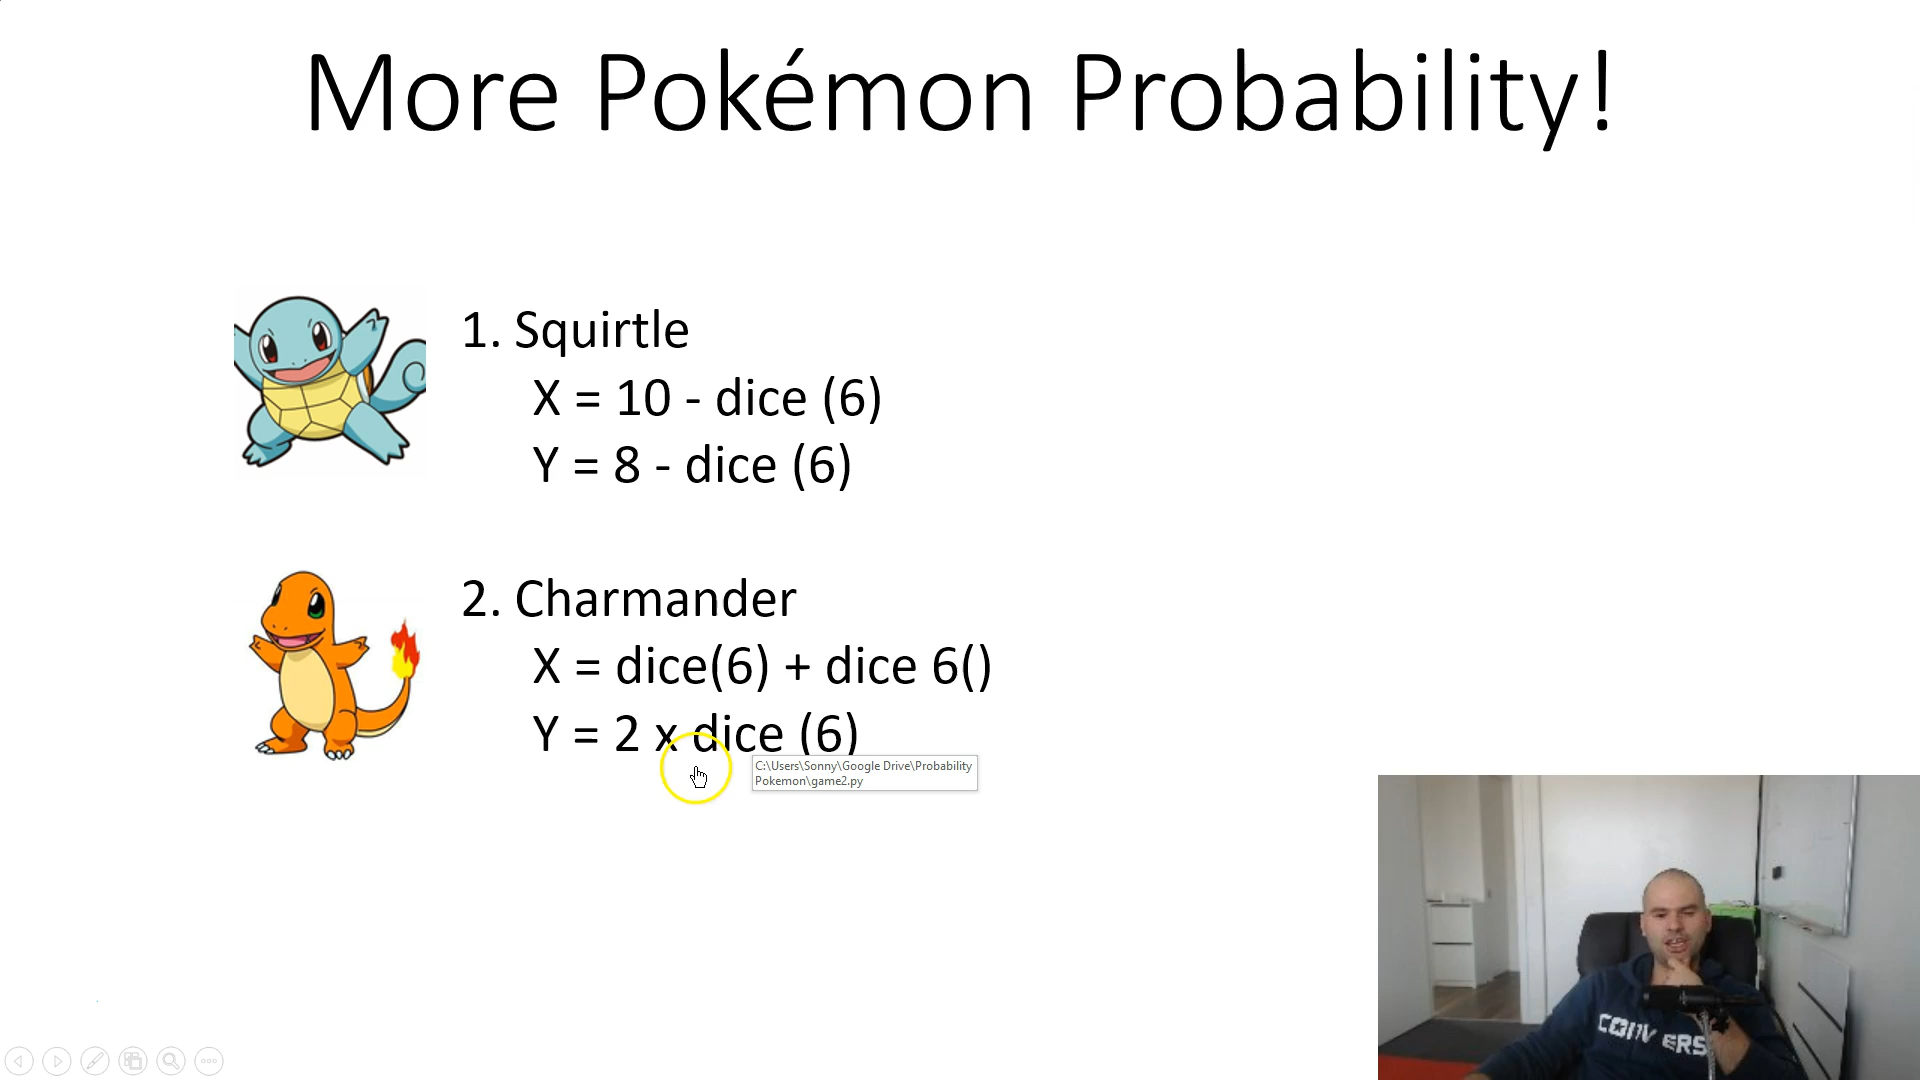 More Pokémon Probability!
1. Squirtle
X = 10 - dice (6)
Y = 8 - dice (6)
2. Charmander
X = dice(6) + dice 6()
Y = 2 x dice (6)
C:\Users\Sonny\Google Drive\Probability
Pokemon\game2.py
CONVERS